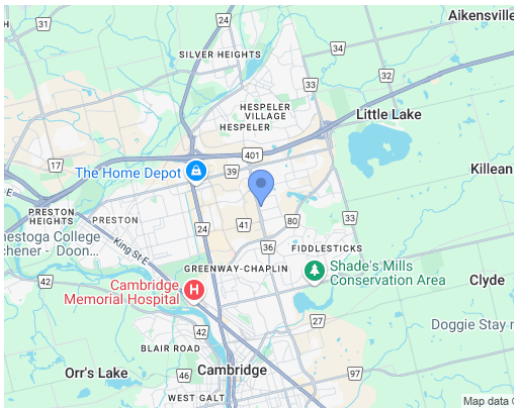 31
24
Aikensville
SILVER HEIGHTS
34
32
33
HESPELER
VILLAGE
HESPELER
Little Lake
401
17
The Home Depot
39
Killean
PRESTON
HEIGHTS
PRESTON
33
nestoga College
chener - Doon...
King St E
24
41
80
36
FIDDLESTICKS
GREENWAY-CHAPLIN
Shade's Mills
Conservation Area
Clyde
42
Cambridge
Memorial Hospital
H
27
Doggie Stay n
42
BLAIR ROAD
Orr's Lake
46
Cambridge
97
WEST GALT
Map data